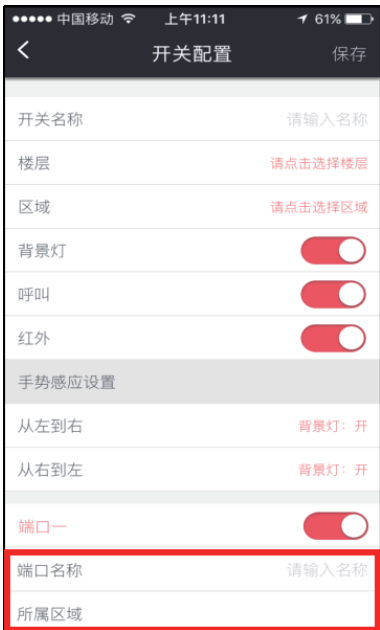 中国移动 上午11:11 61%
开关配置 保存
开关名称 请输入名称
楼层 请点击选择楼层
区域 请点击选择区域
背景灯
呼叫
红外
手势感应设置
从左到右 背景灯：开
从右到左 背景灯：开
端口一
端口名称 请输入名称
所属区域